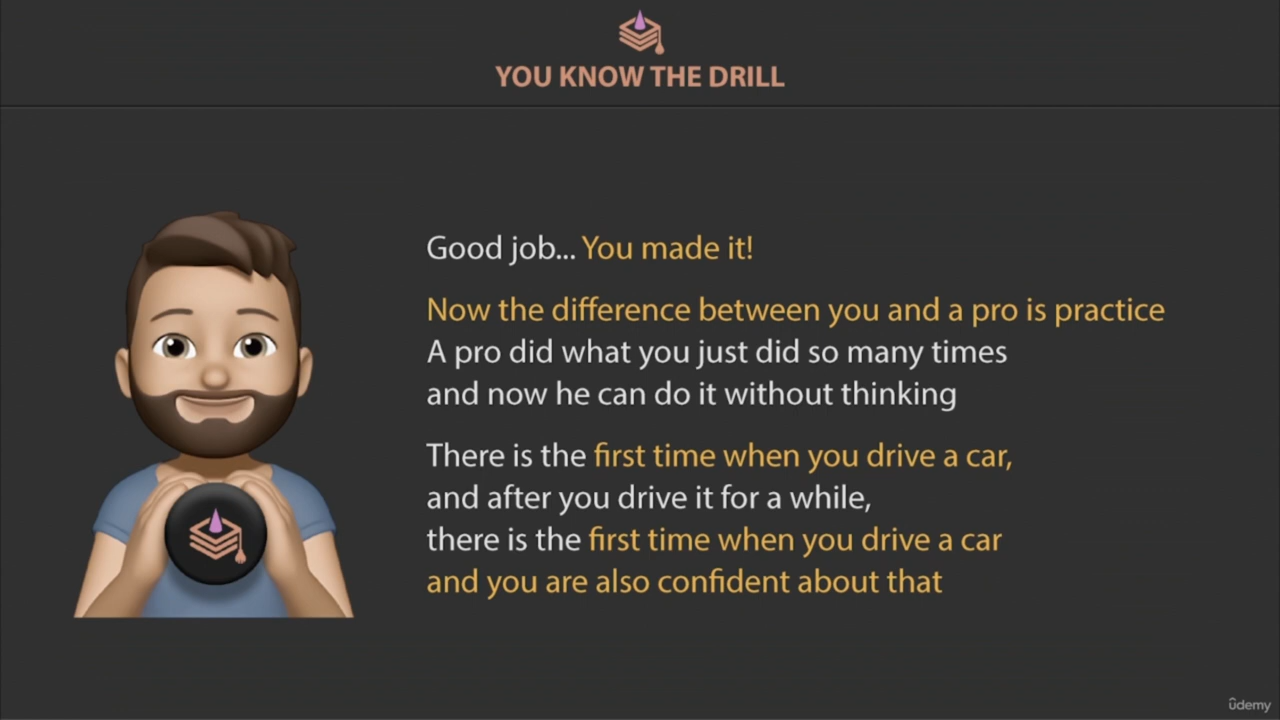 YOU KNOW THE DRILL
Good job... You made it!
Now the difference between you and a pro is practice
A pro did what you just did so many times
and now he can do it without thinking
There is the first time when you drive a car,
and after you drive it for a while,
there is the first time when you drive a car
and you are also confident about that
ûdemy